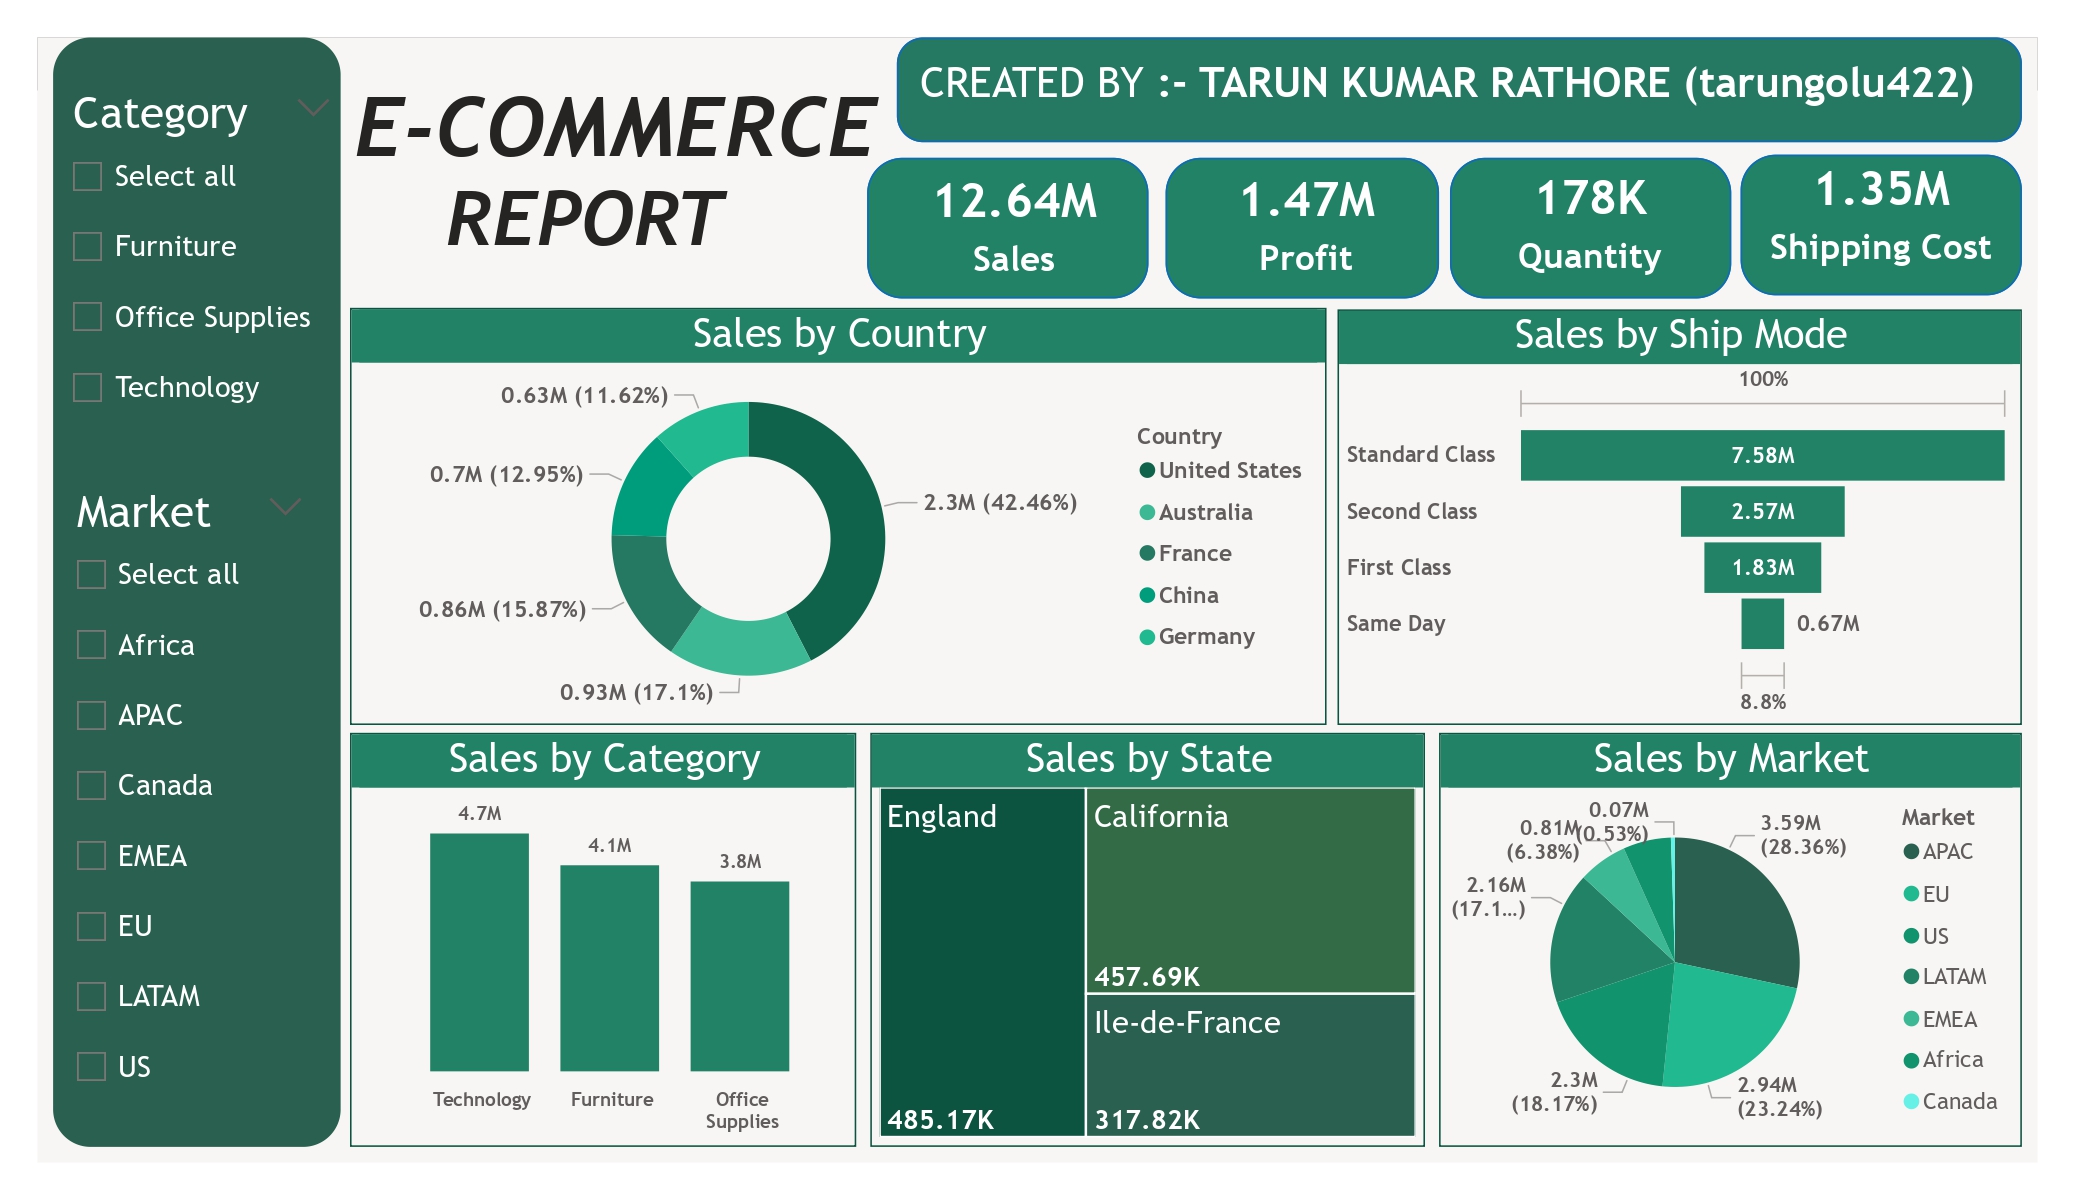 Category
Select all
Furniture
Office Supplies
Technology
Market
Select all
Africa
APAC
Canada
EMEA
EU
LATAM
US
E-COMMERCE
REPORT
CREATED BY :- TARUN KUMAR RATHORE (tarungolu422)
12.64M
Sales
1.47M
Profit
178K
Quantity
1.35M
Shipping Cost
Sales by Country
0.63M (11.62%)
0.7M (12.95%)
2.3M (42.46%)
0.86M (15.87%)
0.93M (17.1%)
Country
United States
Australia
France
China
Germany
Sales by Ship Mode
100%
Standard Class
7.58M
Second Class
2.57M
First Class
1.83M
Same Day
0.67M
8.8%
Sales by Category
4.7M
4.1M
3.8M
Technology
Furniture
Office
Supplies
Sales by State
England
485.17K
California
457.69K
Ile-de-France
317.82K
Sales by Market
0.07M
(0.53%)
0.81M
(6.38%)
3.59M
(28.36%)
2.16M
(17.1...)
2.3M
(18.17%)
2.94M
(23.24%)
Market
APAC
EU
US
LATAM
EMEA
Africa
Canada